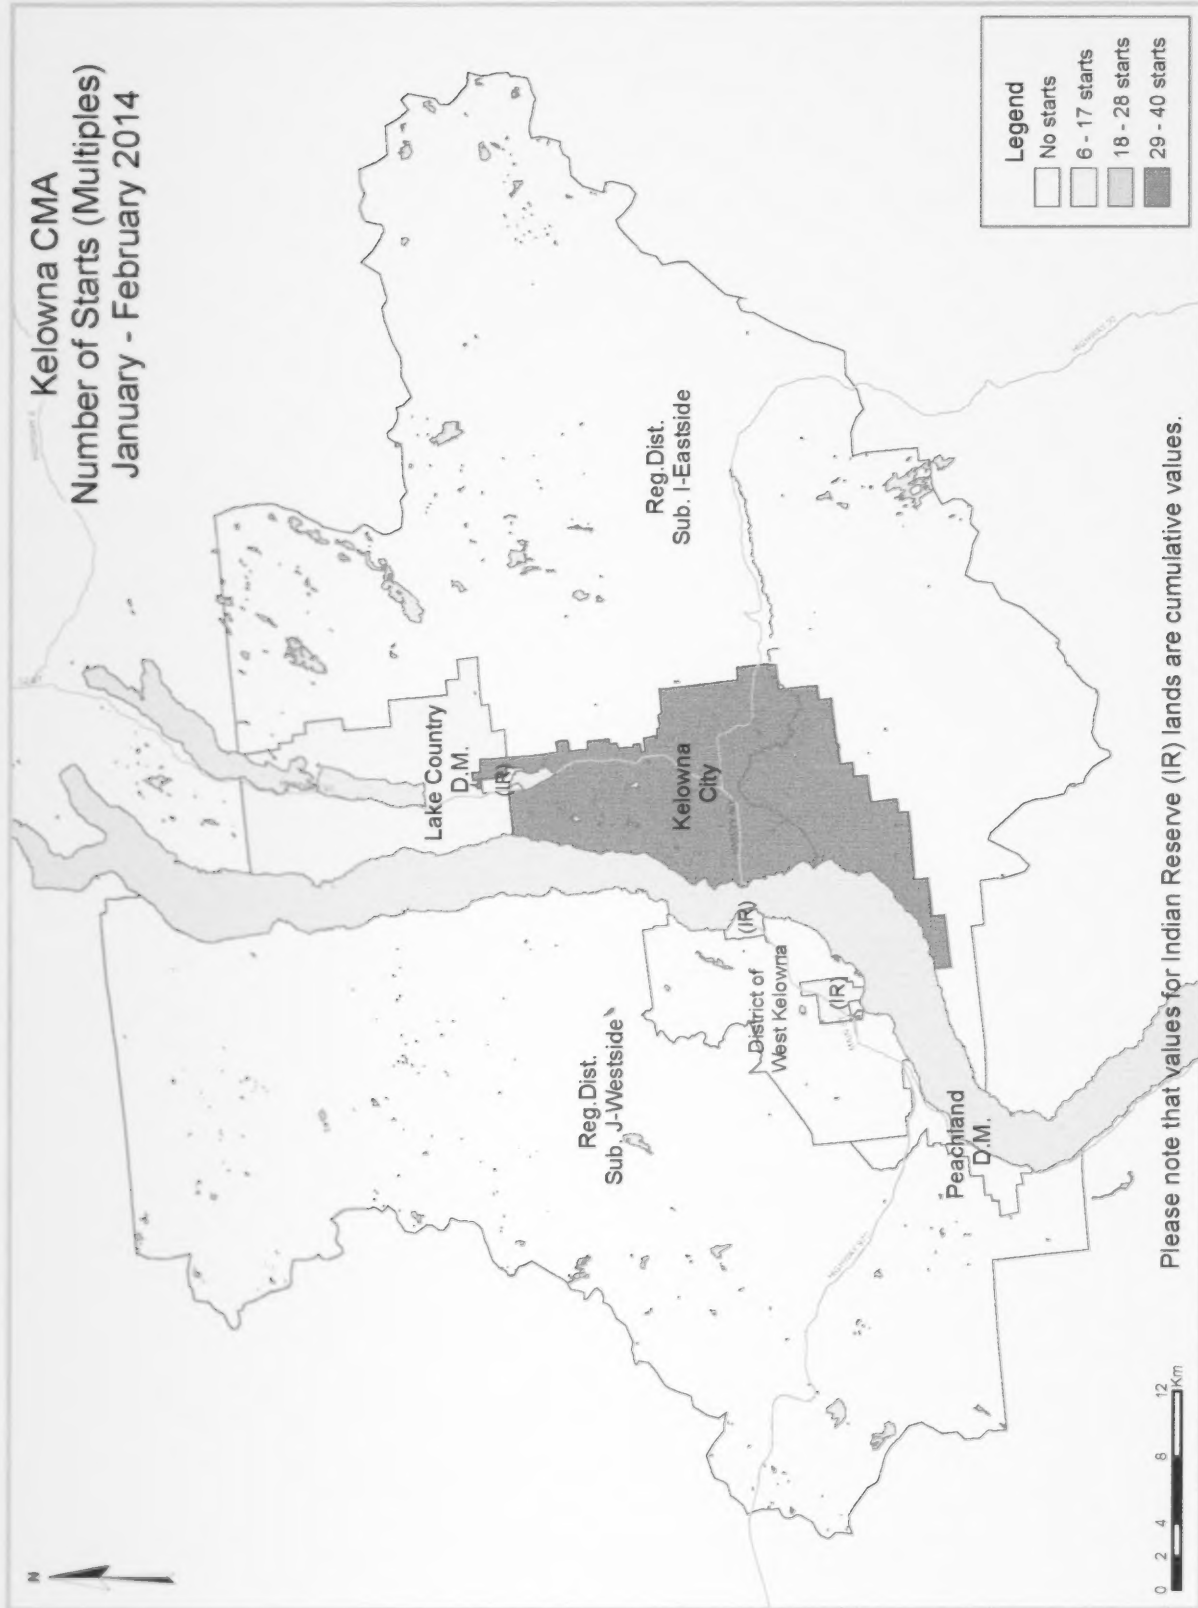 Kelowna CMA
Number of Starts (Multiples)
January - February 2014
N
Lake Country
D.M.
(IR)
Kelowna
City
Reg.Dist.
Sub. I-Eastside
Reg.Dist.
Sub. J-Westside
District of
West Kelowna
(IR)
(IR)
Peachland
D.M.
Legend
No starts
6 - 17 starts
18 - 28 starts
29 - 40 starts
0 2 4 8 12
Km
Please note that values for Indian Reserve (IR) lands are cumulative values.